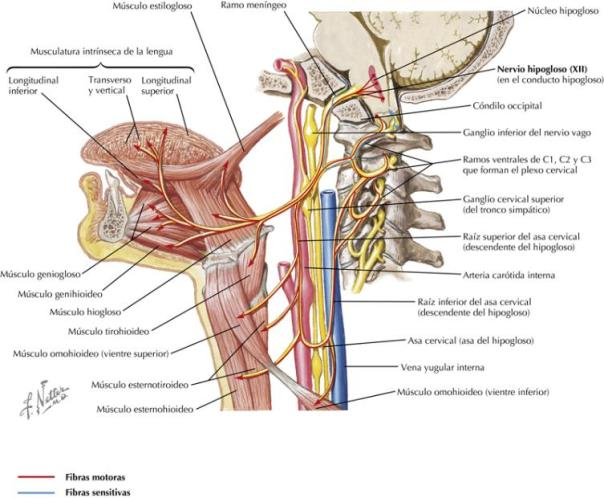 Músculo estilogloso
Ramo meníngeo
Núcleo hipogloso
Musculatura intrínseca de la lengua
Longitudinal
inferior
Transverso
y vertical
Longitudinal
superior
Nervio hipogloso (XII)
(en el conducto hipogloso)
Cóndilo occipital
Ganglio inferior del nervio vago
Ramos ventrales de C1, C2 y C3
que forman el plexo cervical
Ganglio cervical superior
(del tronco simpático)
Raíz superior del asa cervical
(descendente del hipogloso)
Arteria carótida interna
Raíz inferior del asa cervical
(descendente del hipogloso)
Asa cervical (asa del hipogloso)
Vena yugular interna
Músculo omohioideo (vientre inferior)
Músculo geniogloso
Músculo genihioideo
Músculo hiogloso
Músculo tirohioideo
Músculo omohioideo (vientre superior)
Músculo esternotiroideo
Músculo esternohioideo
F. Netter
M.D.
Fibras motoras
Fibras sensitivas